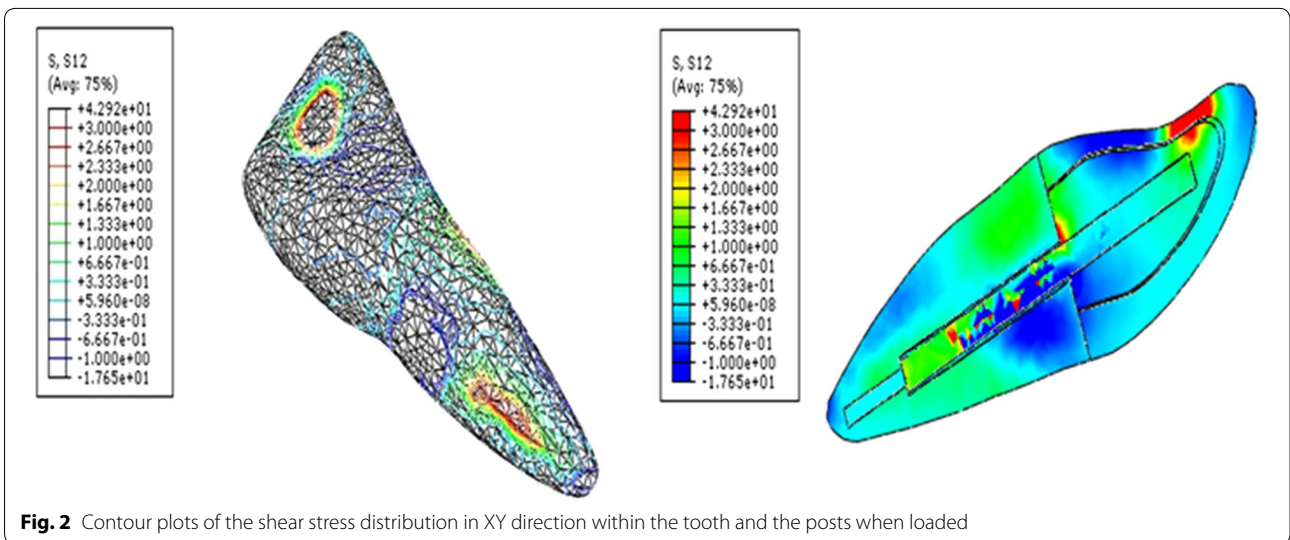 S, S12
(Avg: 75%)
+4.292e+01
+3.000e+00
+2.667e+00
+2.333e+00
+2.000e+00
+1.667e+00
+1.333e+00
+1.000e+00
+6.667e-01
+3.333e-01
+5.960e-08
-3.333e-01
-6.667e-01
-1.000e+00
-1.765e+01
S, S12
(Avg: 75%)
+4.292e+01
+3.000e+00
+2.667e+00
+2.333e+00
+2.000e+00
+1.667e+00
+1.333e+00
+1.000e+00
+6.667e-01
+3.333e-01
+5.960e-08
-3.333e-01
-6.667e-01
-1.000e+00
-1.765e+01
Fig. 2 Contour plots of the shear stress distribution in XY direction within the tooth and the posts when loaded